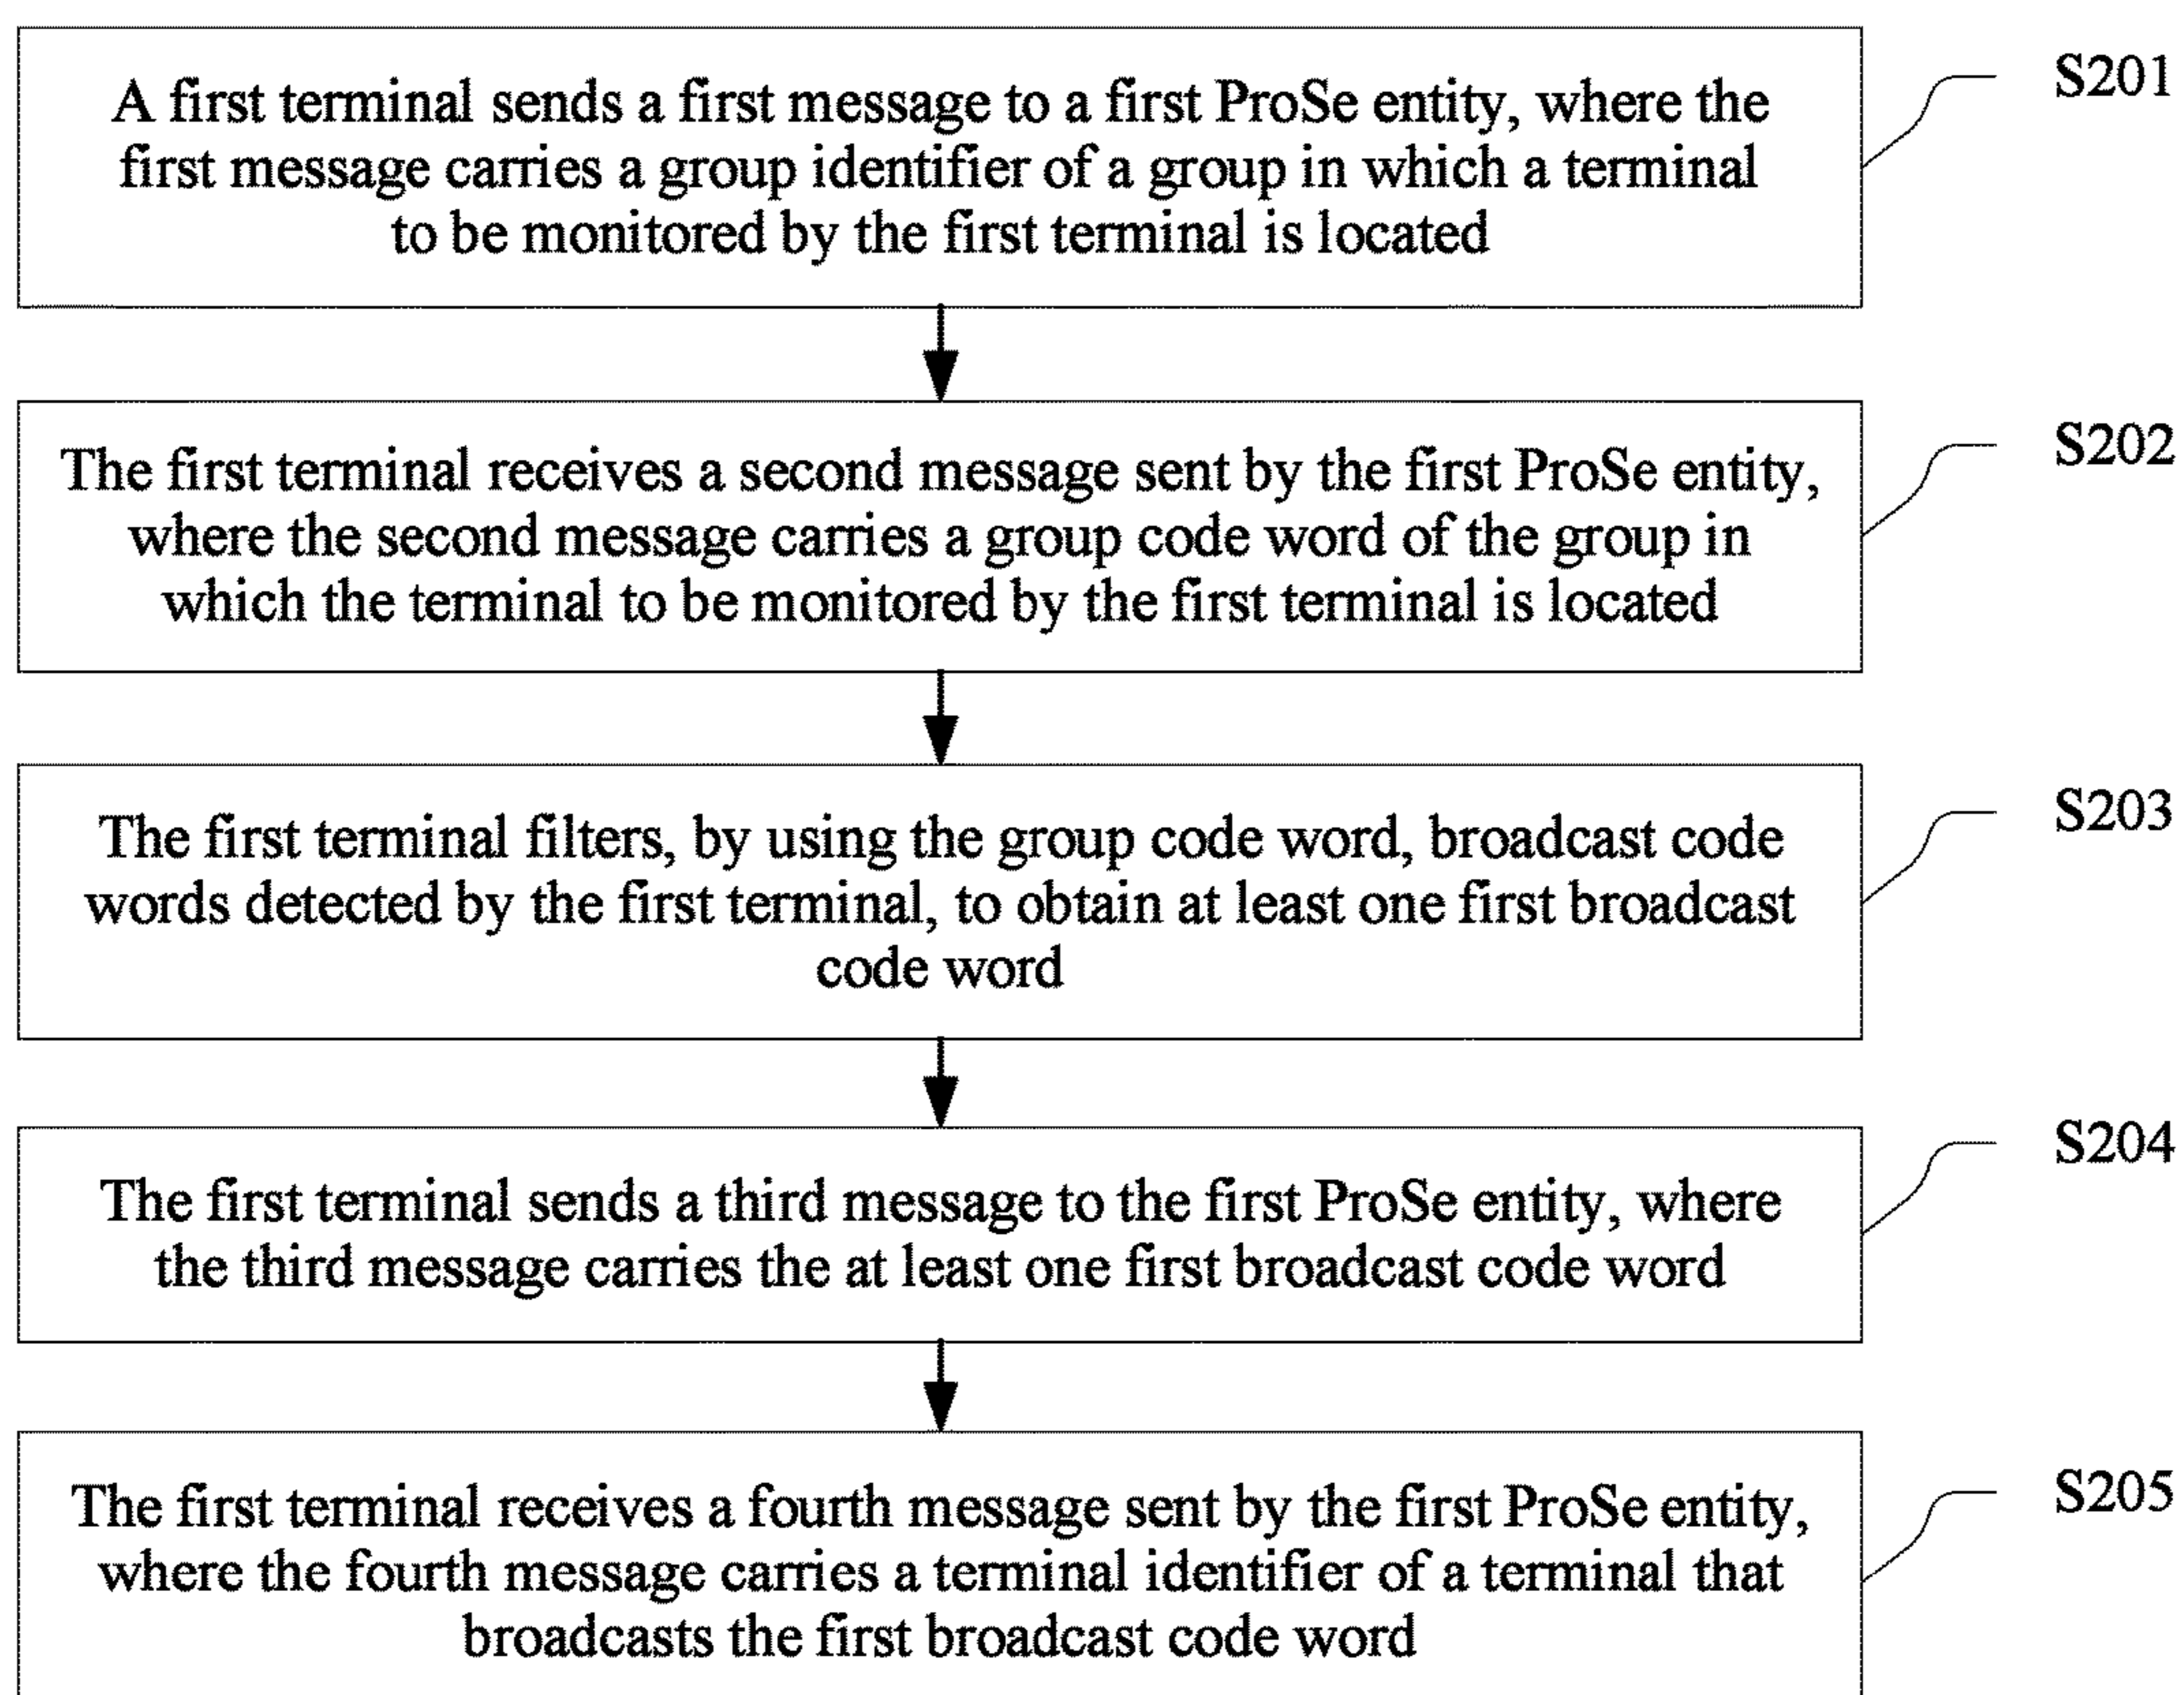 A first terminal sends a first message to a first ProSe entity, where the
first message carries a group identifier of a group in which a terminal
to be monitored by the first terminal is located
S201
The first terminal receives a second message sent by the first ProSe entity,
where the second message carries a group code word of the group in
which the terminal to be monitored by the first terminal is located
S202
The first terminal filters, by using the group code word, broadcast code
words detected by the first terminal, to obtain at least one first broadcast
code word
S203
The first terminal sends a third message to the first ProSe entity, where
the third message carries the at least one first broadcast code word
S204
The first terminal receives a fourth message sent by the first ProSe entity,
where the fourth message carries a terminal identifier of a terminal that
broadcasts the first broadcast code word
S205